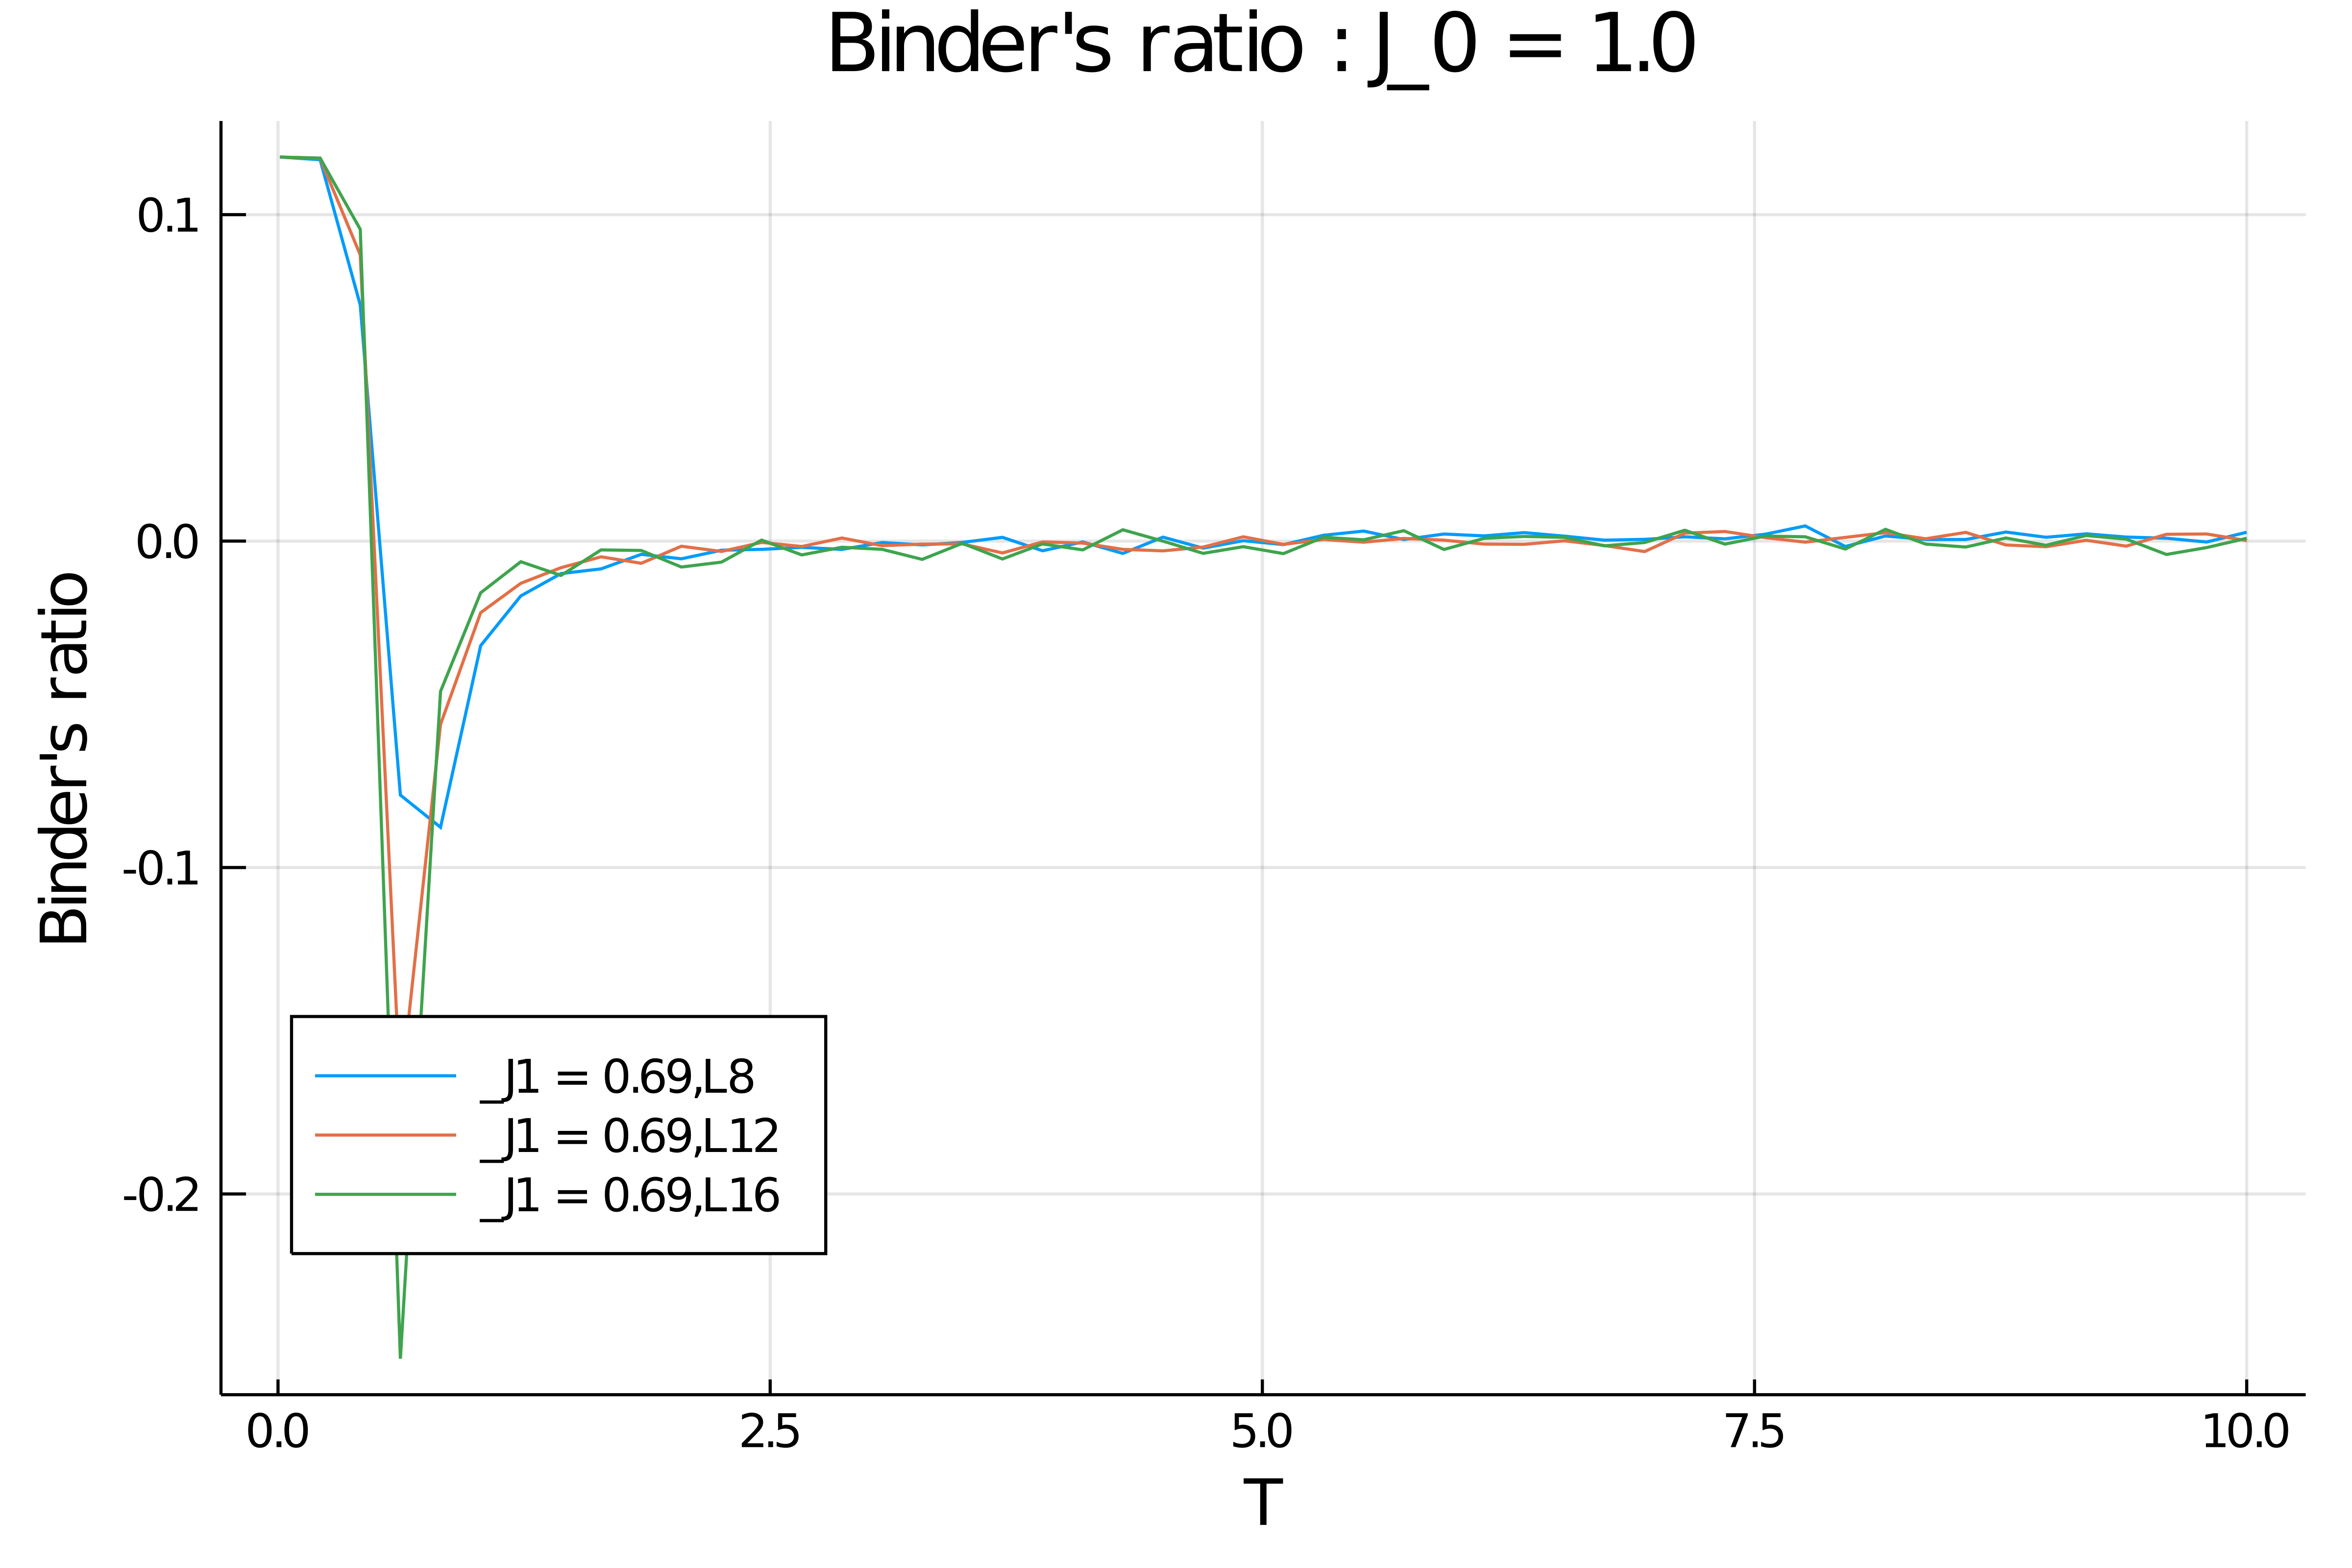 Binder's ratio : J_0 = 1.0
Binder's ratio
0.1
0.0
-0.1
-0.2
_J1 = 0.69,L8
_J1 = 0.69,L12
_J1 = 0.69,L16
0.0
2.5
5.0
7.5
10.0
T